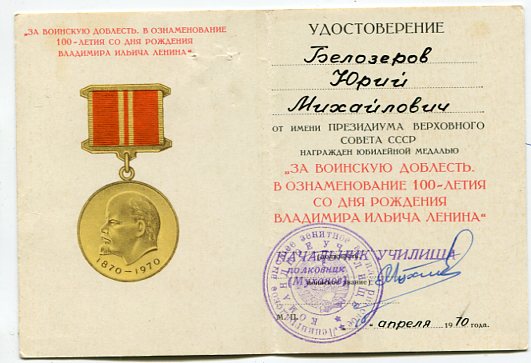 "ЗА ВОИНСКУЮ ДОБЛЕСТЬ.
В ОЗНАМЕНОВАНИЕ
100-ЛЕТИЯ СО ДНЯ РОЖДЕНИЯ
ВЛАДИМИРА ИЛЬИЧА ЛЕНИНА"
1870-1970
УДОСТОВЕРЕНИЕ
Белозеров
Юрий
Михайлович
ОТ ИМЕНИ ПРЕЗИДИУМА ВЕРХОВНОГО
СОВЕТА СССР
НАГРАЖДЕН ЮБИЛЕЙНОЙ МЕДАЛЬЮ
"ЗА ВОИНСКУЮ ДОБЛЕСТЬ.
В ОЗНАМЕНОВАНИЕ 100-ЛЕТИЯ
СО ДНЯ РОЖДЕНИЯ
ВЛАДИМИРА ИЛЬИЧА ЛЕНИНА"
НАЧАЛЬНИК УЧИЛИЩА
полковник
М. П.
апреля 1970 года.